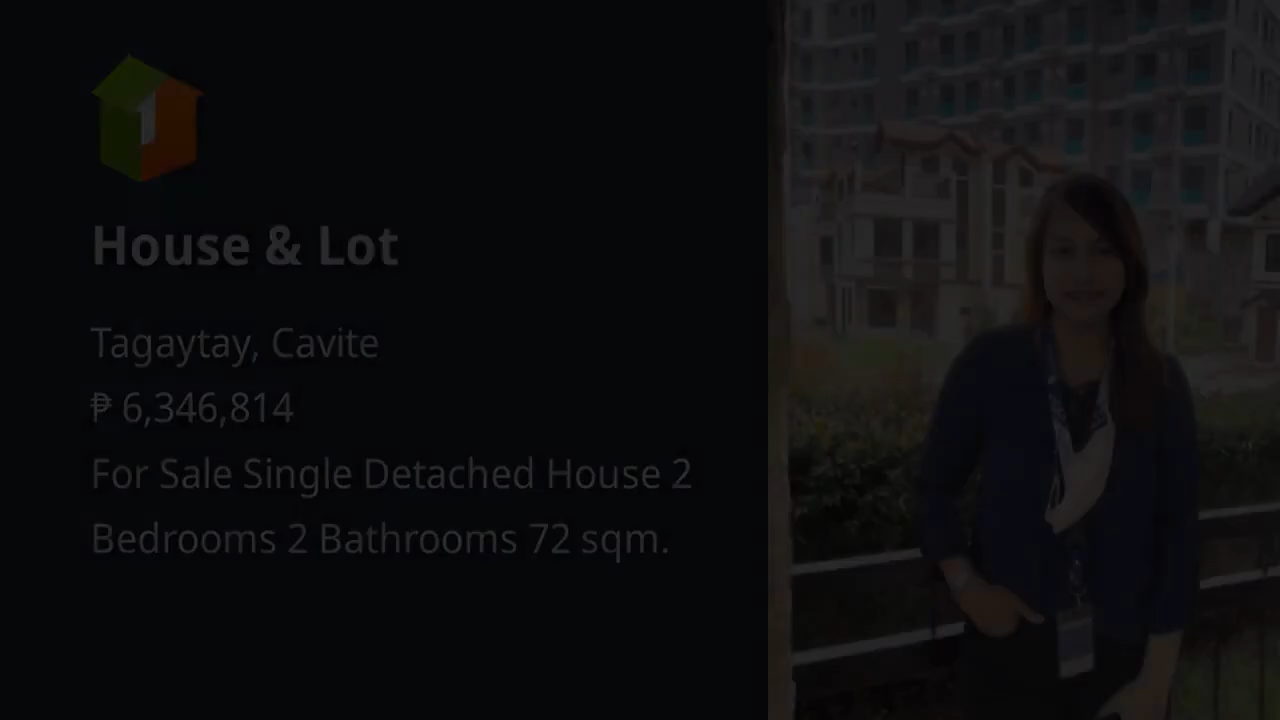 House & Lot
Tagaytay, Cavite
₱ 6,346,814
For Sale Single Detached House 2
Bedrooms 2 Bathrooms 72 sqm.